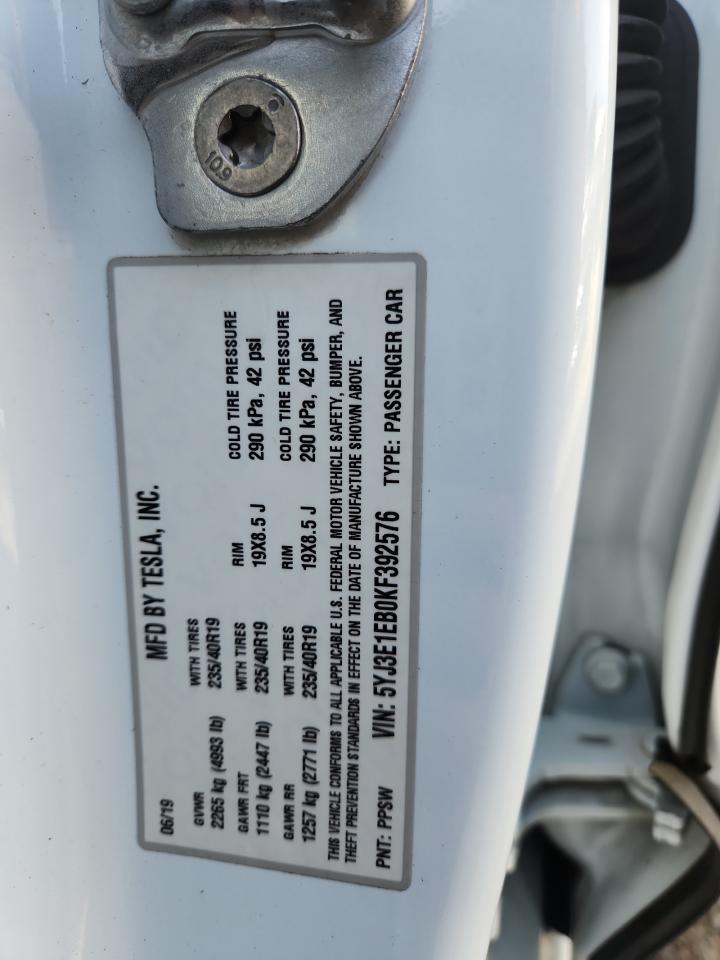 10.9
MFD BY TESLA, INC.
06/19
GVWR WITH TIRES
2265 kg (4993 lb) 235/40R19
GAWR FRT WITH TIRES RIM COLD TIRE PRESSURE
1110 kg (2447 lb) 235/40R19 19X8.5 J 290 kPa, 42 psi
GAWR RR WITH TIRES RIM COLD TIRE PRESSURE
1257 kg (2771 lb) 235/40R19 19X8.5 J 290 kPa, 42 psi
THIS VEHICLE CONFORMS TO ALL APPLICABLE U.S. FEDERAL MOTOR VEHICLE SAFETY, BUMPER, AND
THEFT PREVENTION STANDARDS IN EFFECT ON THE DATE OF MANUFACTURE SHOWN ABOVE.
PNT: PPSW VIN: 5YJ3E1EB0KF392576 TYPE: PASSENGER CAR